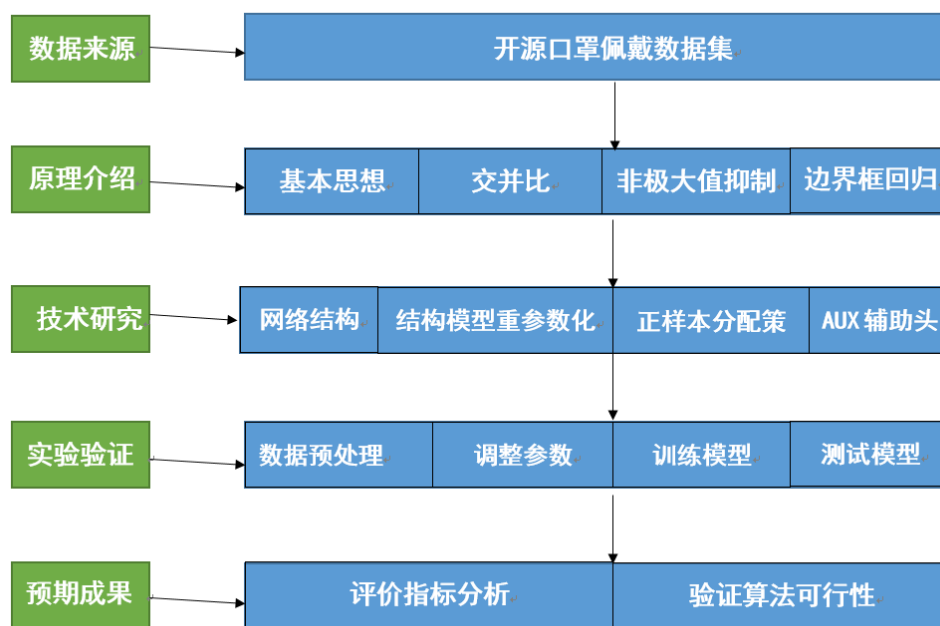 数据来源
开源口罩佩戴数据集
原理介绍
基本思想
交并比
非极大值抑制
边界框回归
技术研究
网络结构
结构模型重参数化
正样本分配策
AUX 辅助头
实验验证
数据预处理
调整参数
训练模型
测试模型
预期成果
评价指标分析
验证算法可行性